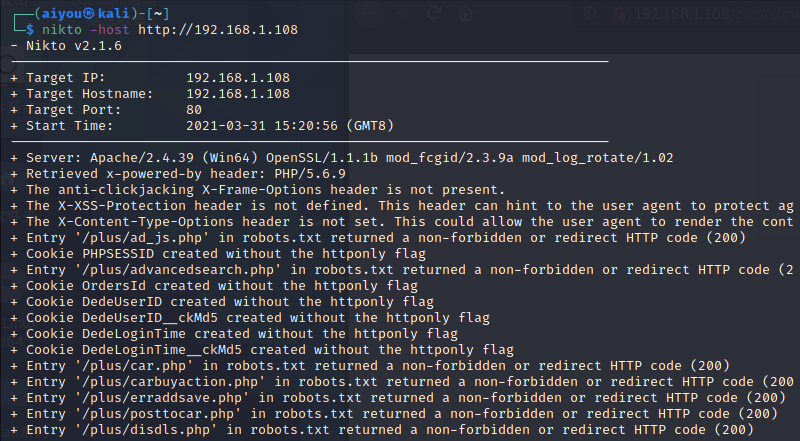 192.168.1.108
(aiyou㉿kali)-[~]
$ nikto -host http://192.168.1.108
- Nikto v2.1.6
+ Target IP: 192.168.1.108
+ Target Hostname: 192.168.1.108
+ Target Port: 80
+ Start Time: 2021-03-31 15:20:56 (GMT8)
+ Server: Apache/2.4.39 (Win64) OpenSSL/1.1.1b mod_fcgid/2.3.9a mod_log_rotate/1.02
+ Retrieved x-powered-by header: PHP/5.6.9
+ The anti-clickjacking X-Frame-Options header is not present.
+ The X-XSS-Protection header is not defined. This header can hint to the user agent to protect ag
+ The X-Content-Type-Options header is not set. This could allow the user agent to render the cont
+ Entry '/plus/ad_js.php' in robots.txt returned a non-forbidden or redirect HTTP code (200)
+ Cookie PHPSESSID created without the httponly flag
+ Entry '/plus/advancedsearch.php' in robots.txt returned a non-forbidden or redirect HTTP code (2
+ Cookie OrdersId created without the httponly flag
+ Cookie DedeUserID created without the httponly flag
+ Cookie DedeUserID__ckMd5 created without the httponly flag
+ Cookie DedeLoginTime created without the httponly flag
+ Cookie DedeLoginTime__ckMd5 created without the httponly flag
+ Entry '/plus/car.php' in robots.txt returned a non-forbidden or redirect HTTP code (200)
+ Entry '/plus/carbuyaction.php' in robots.txt returned a non-forbidden or redirect HTTP code (200
+ Entry '/plus/erraddsave.php' in robots.txt returned a non-forbidden or redirect HTTP code (200)
+ Entry '/plus/posttocar.php' in robots.txt returned a non-forbidden or redirect HTTP code (200)
+ Entry '/plus/disdls.php' in robots.txt returned a non-forbidden or redirect HTTP code (200)